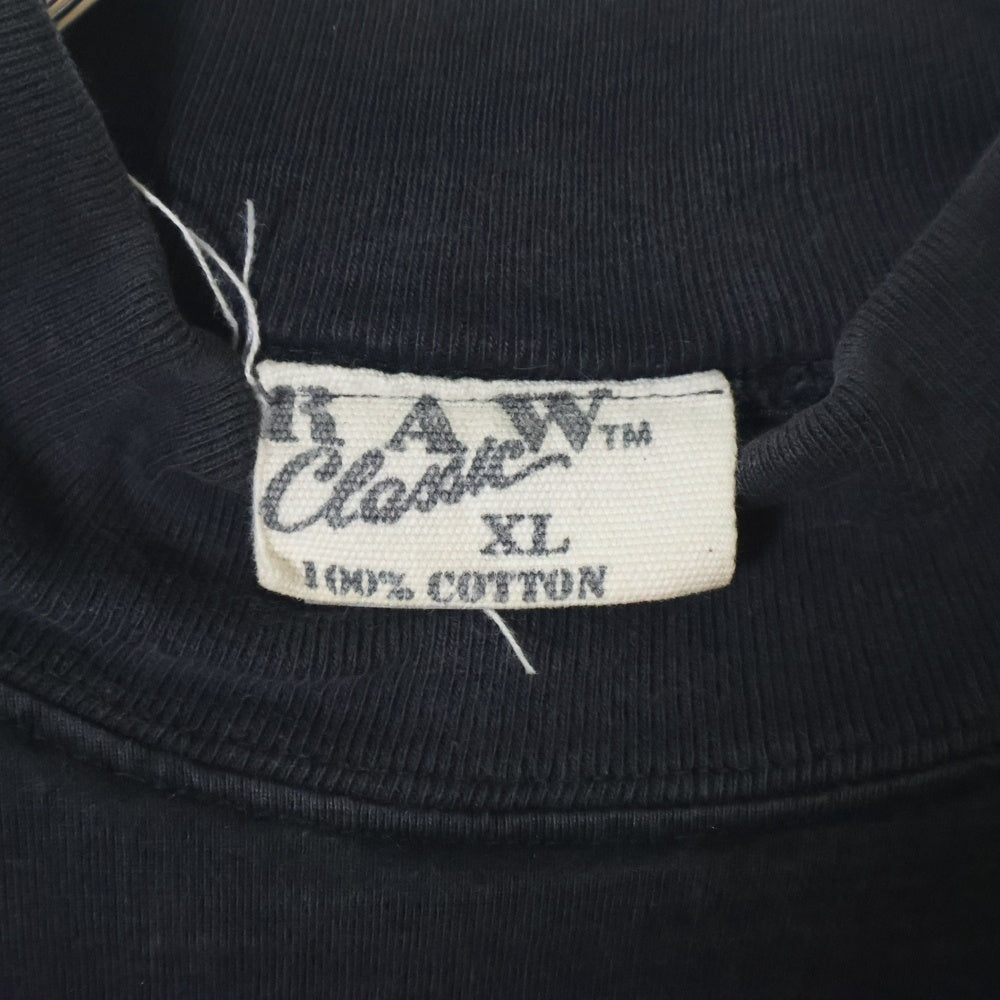 RAW™
Classic
XL
100% COTTON